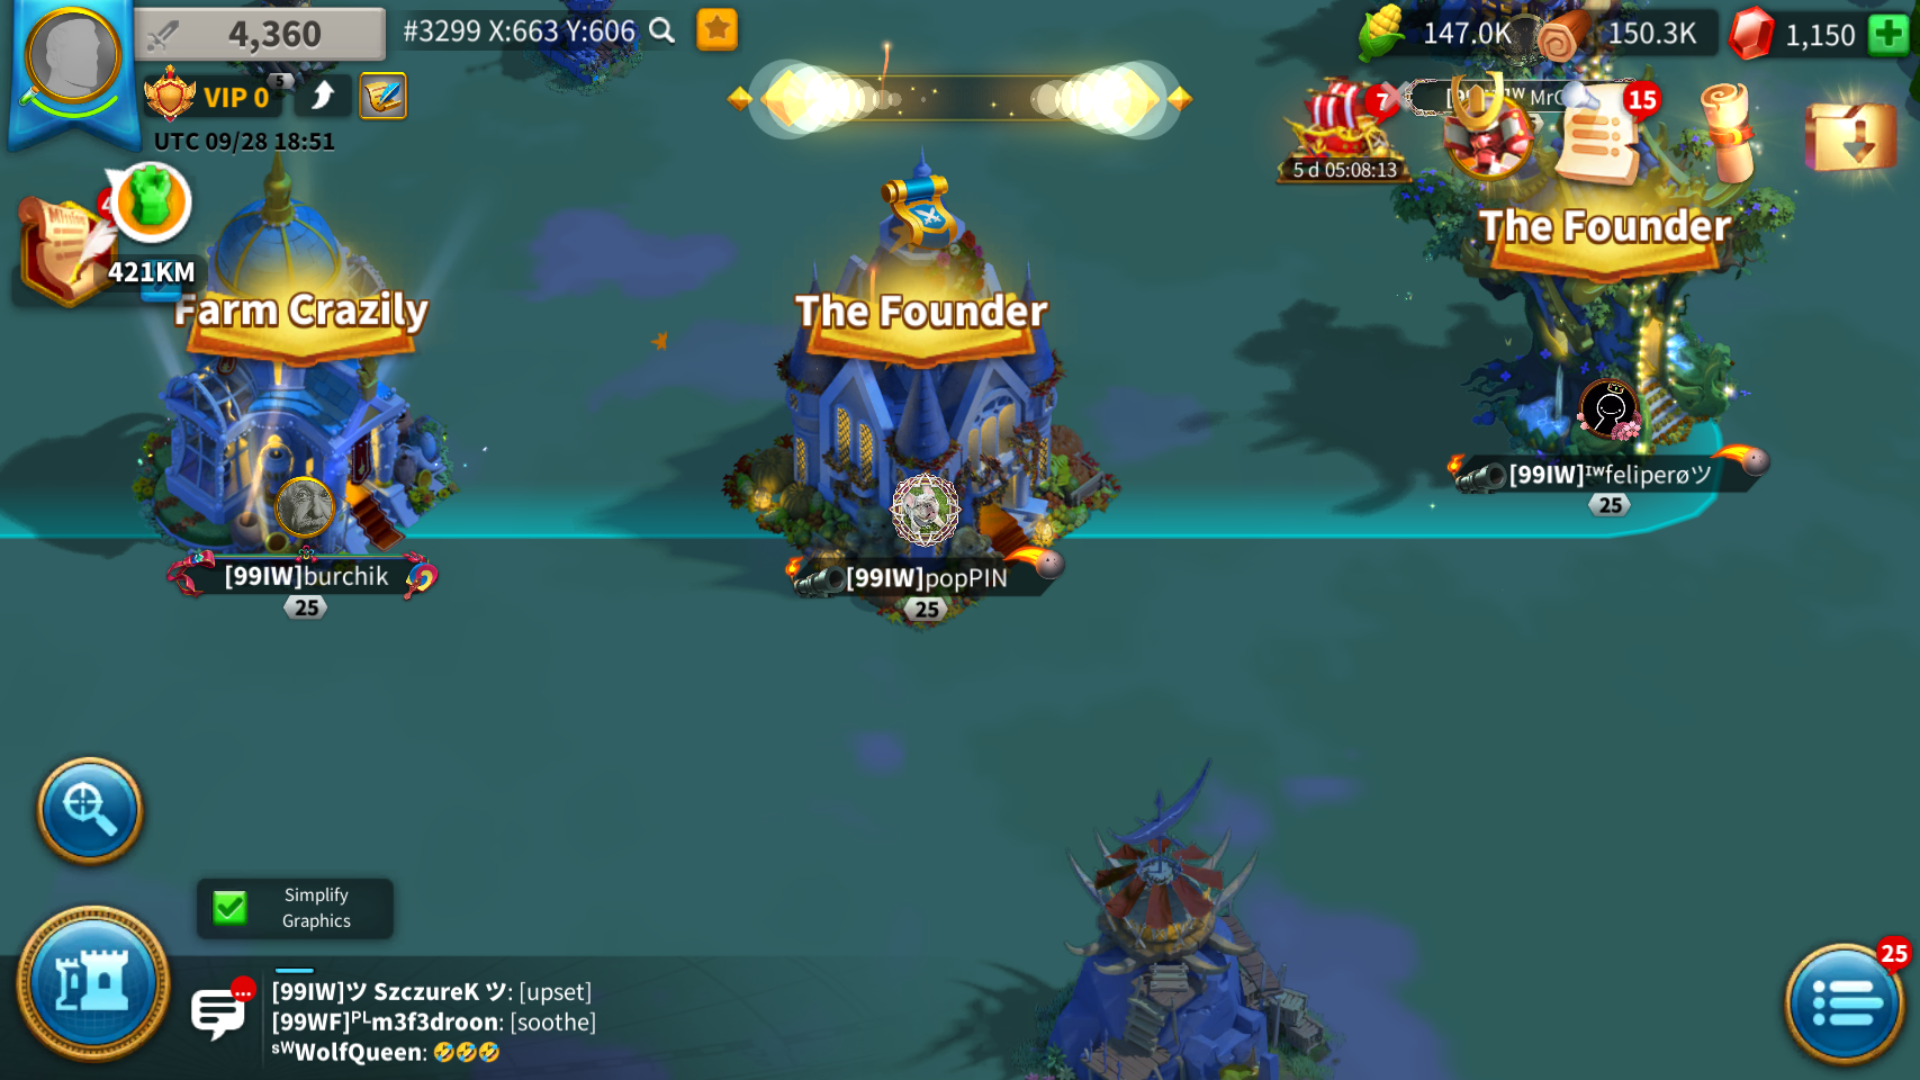 4,360
#3299 X:663 Y:606
147.0K
150.3K
1,150
VIP 0
5
UTC 09/28 18:51
7
5 d 05:08:13
15
421KM
Farm Crazily
The Founder
The Founder
[99IW]burchik
25
[99IW]popPIN
25
[99IW]ᴵᵂfeliperøツ
25
Simplify
Graphics
[99IW]ツ SzczureK ツ: [upset]
[99WF]ᴾᴸm3f3droon: [soothe]
ˢᵂWolfQueen: 🤣🤣🤣
25